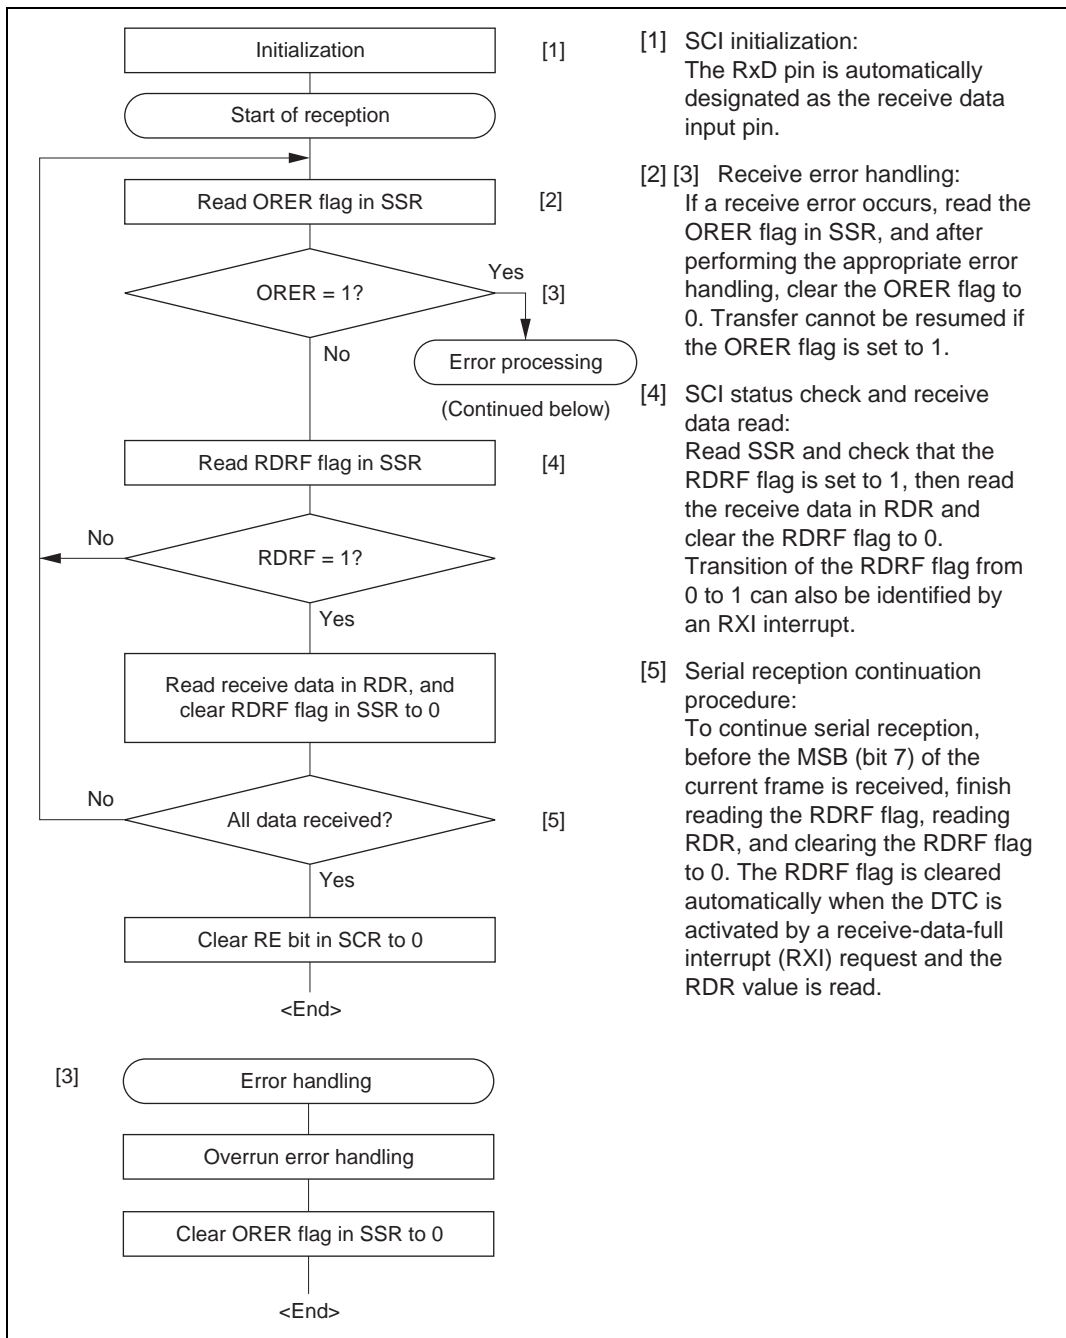 Initialization
[1]
Start of reception
Read ORER flag in SSR
[2]
Yes
ORER = 1?
[3]
No
Error processing
(Continued below)
Read RDRF flag in SSR
[4]
No
RDRF = 1?
Yes
Read receive data in RDR, and
clear RDRF flag in SSR to 0
No
All data received?
[5]
Yes
Clear RE bit in SCR to 0
<End>
[3]
Error handling
Overrun error handling
Clear ORER flag in SSR to 0
<End>
[1] SCI initialization:
The RxD pin is automatically
designated as the receive data
input pin.
[2] [3] Receive error handling:
If a receive error occurs, read the
ORER flag in SSR, and after
performing the appropriate error
handling, clear the ORER flag to
0. Transfer cannot be resumed if
the ORER flag is set to 1.
[4] SCI status check and receive
data read:
Read SSR and check that the
RDRF flag is set to 1, then read
the receive data in RDR and
clear the RDRF flag to 0.
Transition of the RDRF flag from
0 to 1 can also be identified by
an RXI interrupt.
[5] Serial reception continuation
procedure:
To continue serial reception,
before the MSB (bit 7) of the
current frame is received, finish
reading the RDRF flag, reading
RDR, and clearing the RDRF flag
to 0. The RDRF flag is cleared
automatically when the DTC is
activated by a receive-data-full
interrupt (RXI) request and the
RDR value is read.